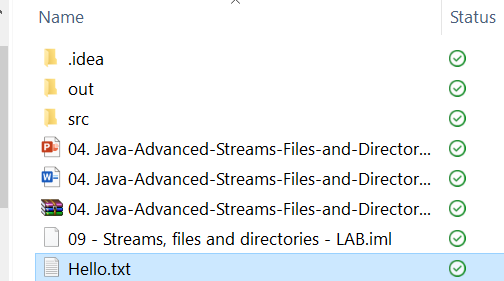 Name Status
.idea
out
src
04. Java-Advanced-Streams-Files-and-Director...
04. Java-Advanced-Streams-Files-and-Director...
04. Java-Advanced-Streams-Files-and-Director...
09 - Streams, files and directories - LAB.iml
Hello.txt